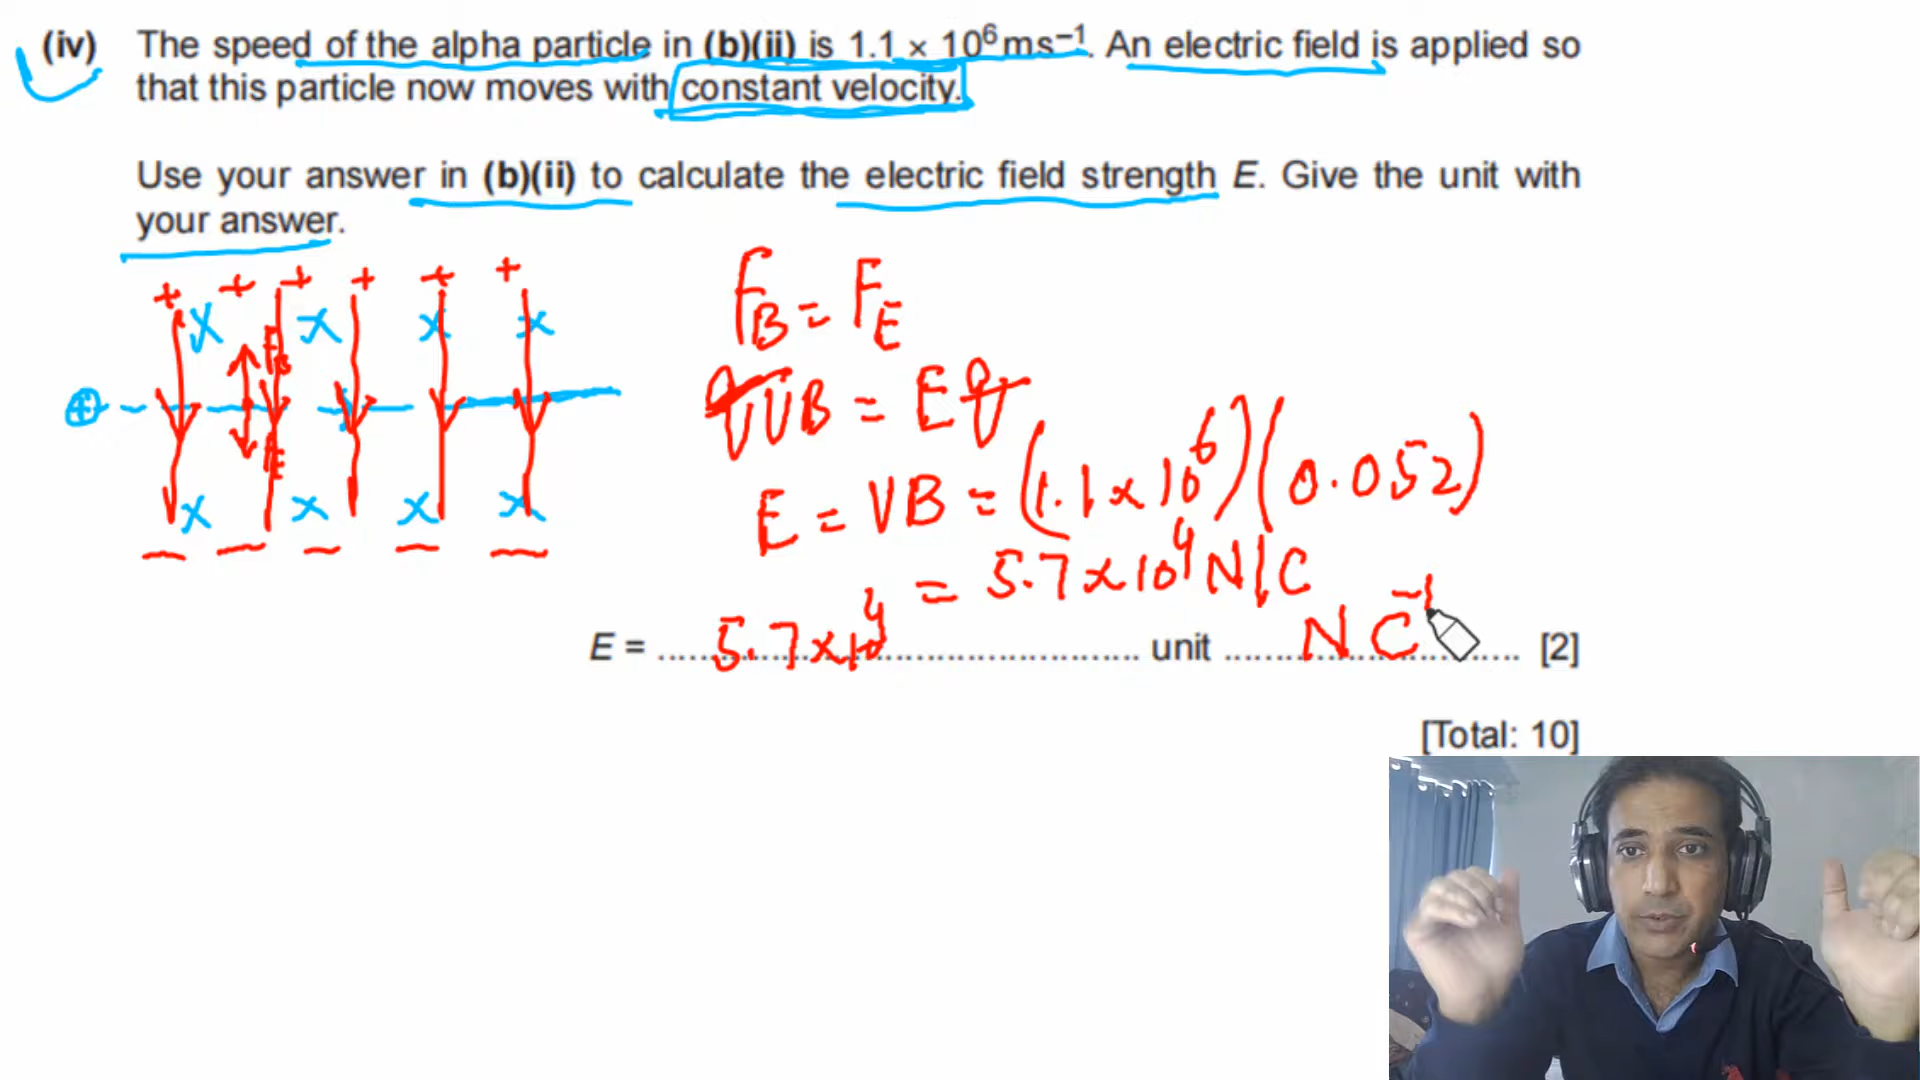 (iv) The speed of the alpha particle in (b)(ii) is 1.1 × 10⁶ m s⁻¹. An electric field is applied so
that this particle now moves with constant velocity.
Use your answer in (b)(ii) to calculate the electric field strength E. Give the unit with
your answer.
+ + + + + +
X X X X
F_B
+
F_E
X X X X
− − − −  −
F_B = F_E
qVB = Eq
E = VB = (1.1 × 10⁶)(0.052)
= 5.7 × 10⁴ N/C
E = ........ 5.7 × 10⁴ ........ unit ........ N C⁻¹ ........ [2]
[Total: 10]